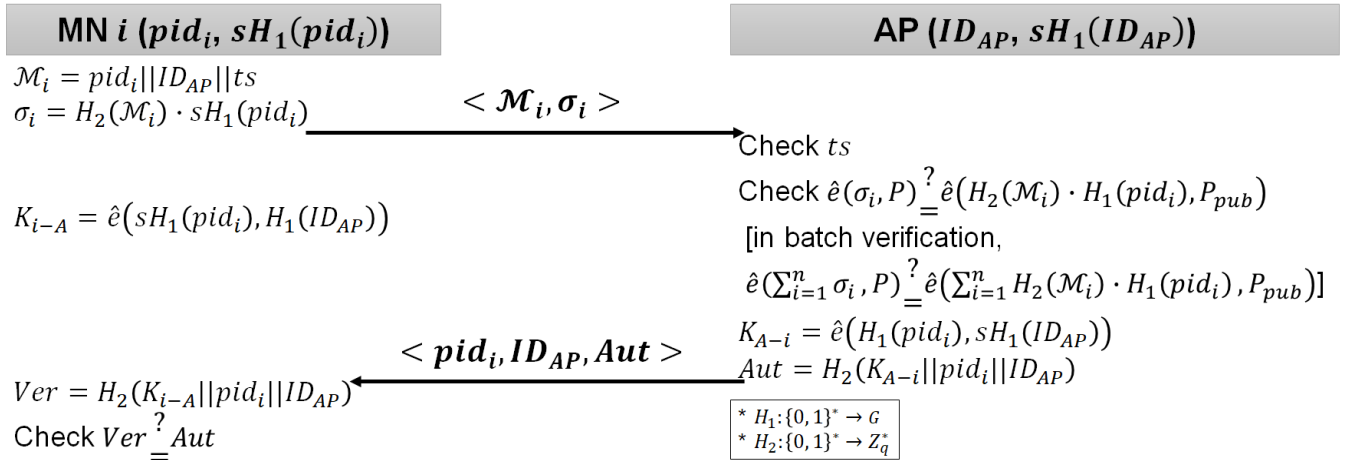 MN i (pid_i, sH_1(pid_i))
AP (ID_AP, sH_1(ID_AP))
ℳ_i = pid_i||ID_AP||ts
σ_i = H_2(ℳ_i) · sH_1(pid_i)
< ℳ_i, σ_i >
Check ts
Check ê(σ_i, P) ?= ê(H_2(ℳ_i) · H_1(pid_i), P_pub)
K_{i−A} = ê(sH_1(pid_i), H_1(ID_AP))
[in batch verification,
ê(∑_{i=1}^{n} σ_i, P) ?= ê(∑_{i=1}^{n} H_2(ℳ_i) · H_1(pid_i), P_pub)]
K_{A−i} = ê(H_1(pid_i), sH_1(ID_AP))
< pid_i, ID_AP, Aut >
Aut = H_2(K_{A−i}||pid_i||ID_AP)
Ver = H_2(K_{i−A}||pid_i||ID_AP)
Check Ver ?= Aut
* H_1:{0, 1}^* → G
* H_2:{0, 1}^* → Z_q^*